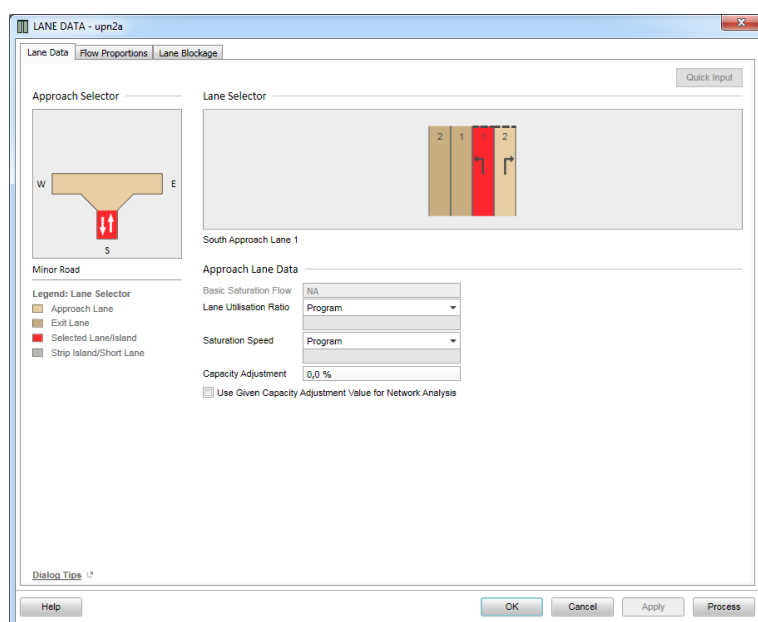 LANE DATA - upn2a
Lane Data Flow Proportions Lane Blockage
Quick Input
Approach Selector
Lane Selector
W E
S
2 1 1 2
South Approach Lane 1
Minor Road
Legend: Lane Selector
Approach Lane
Exit Lane
Selected Lane/Island
Strip Island/Short Lane
Approach Lane Data
Basic Saturation Flow NA
Lane Utilisation Ratio Program
Saturation Speed Program
Capacity Adjustment 0,0 %
Use Given Capacity Adjustment Value for Network Analysis
Dialog Tips
Help OK Cancel Apply Process